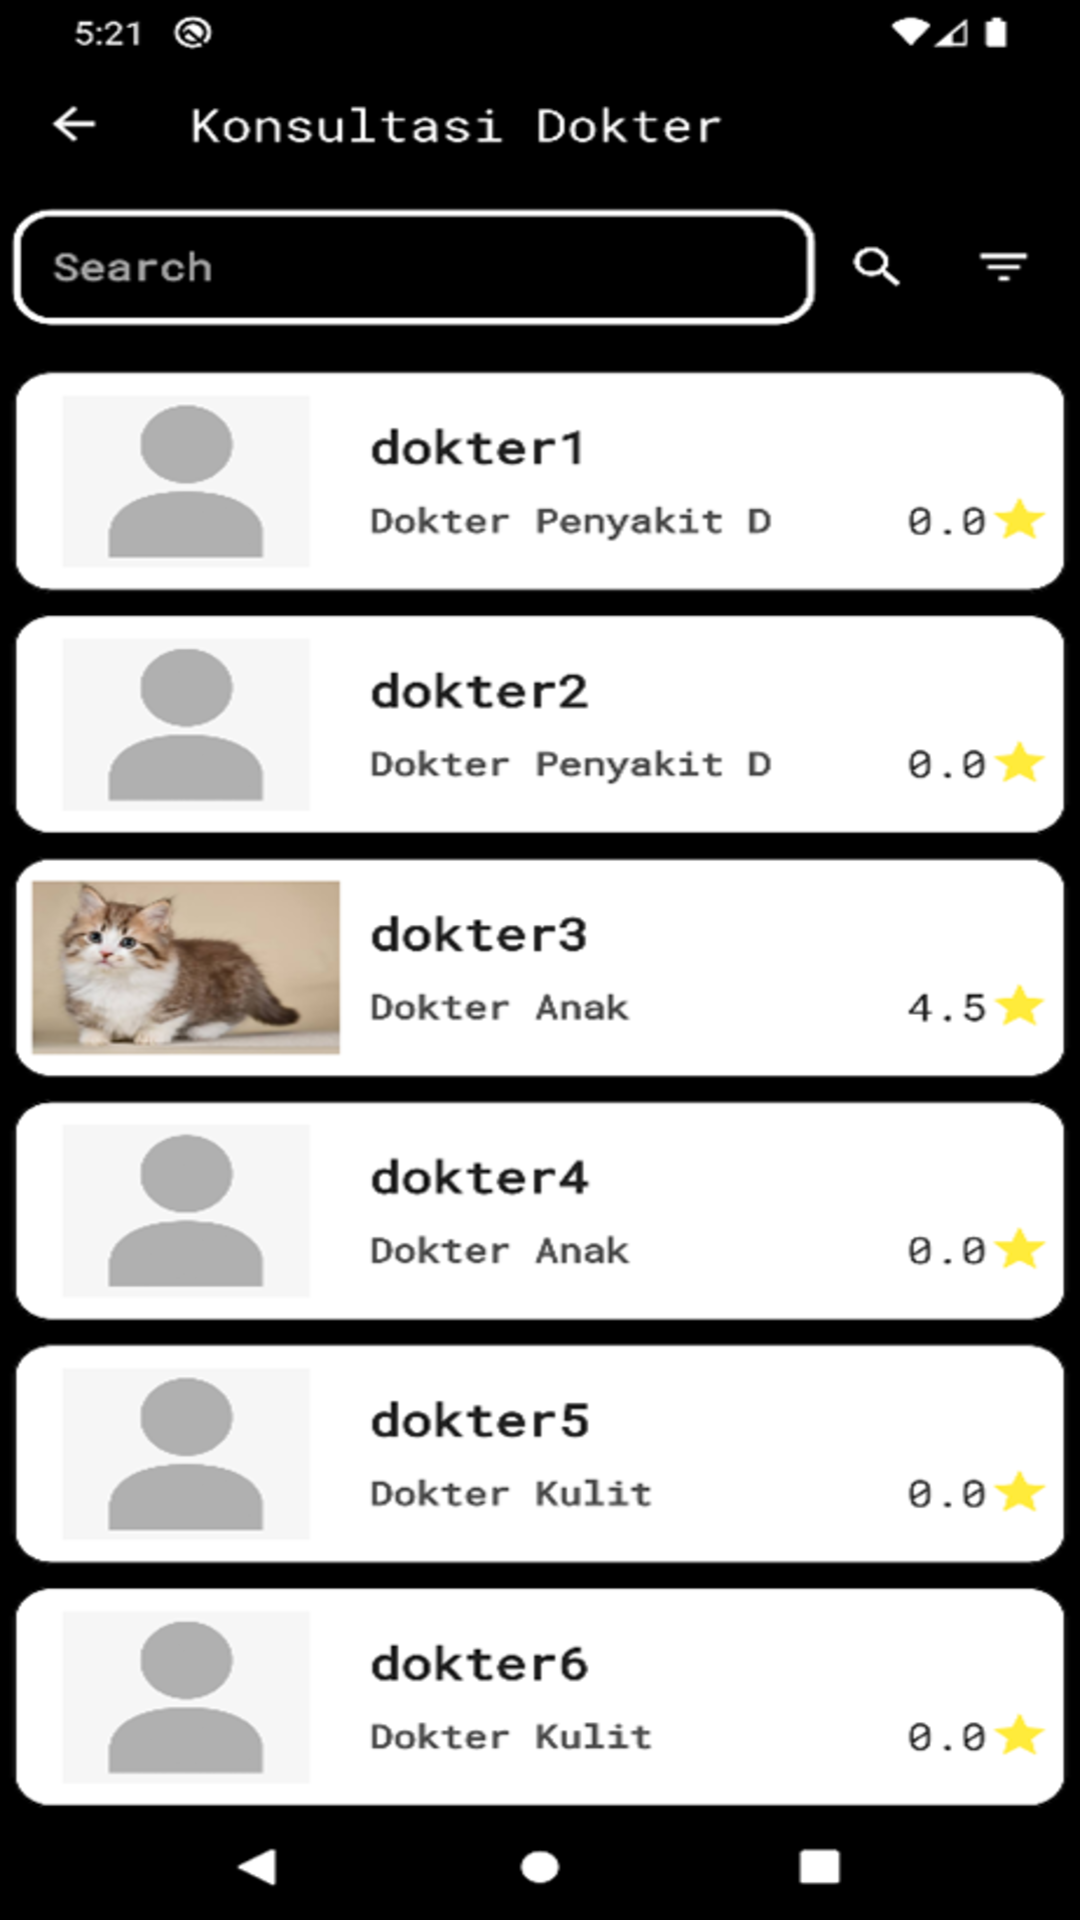 5:21
Konsultasi Dokter
Search
dokter1
Dokter Penyakit D 0.0
dokter2
Dokter Penyakit D 0.0
dokter3
Dokter Anak 4.5
dokter4
Dokter Anak 0.0
dokter5
Dokter Kulit 0.0
dokter6
Dokter Kulit 0.0